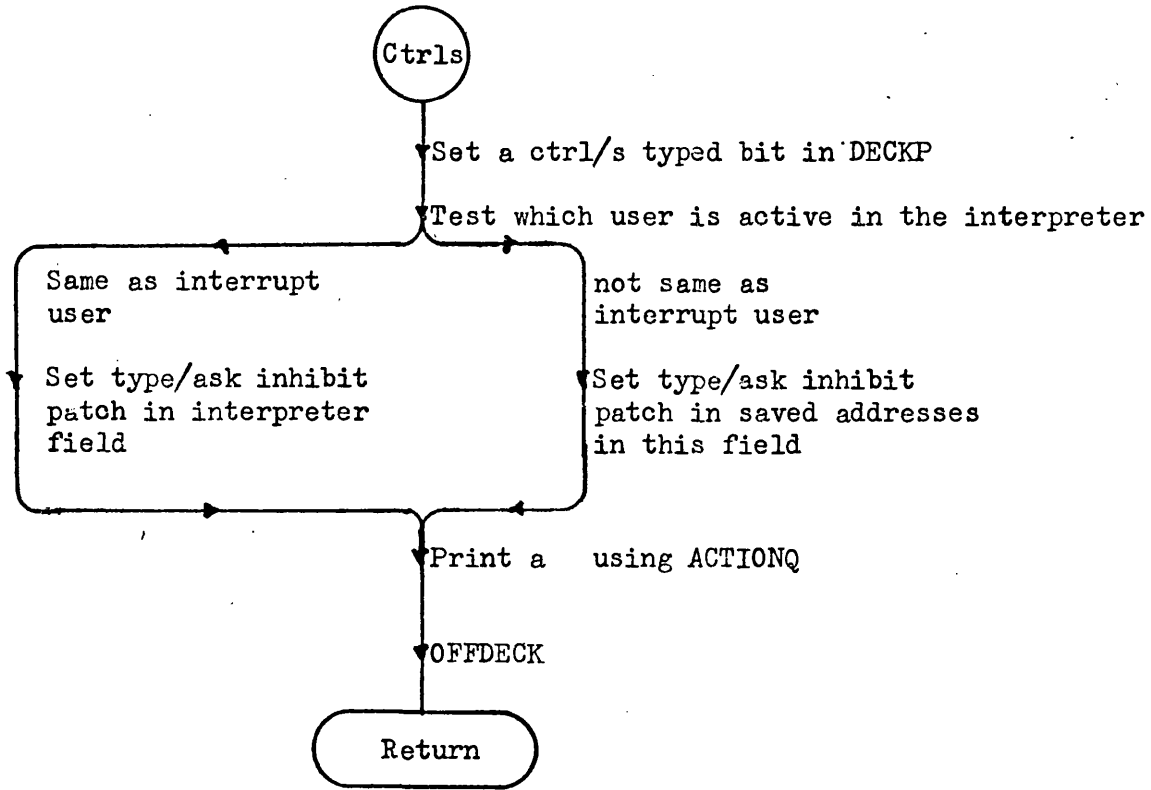 Ctrls
Set a ctrl/s typed bit in DECKP
Test which user is active in the interpreter
Same as interrupt
user
not same as
interrupt user
Set type/ask inhibit
patch in interpreter
field
Set type/ask inhibit
patch in saved addresses
in this field
Print a using ACTIONQ
OFFDECK
Return